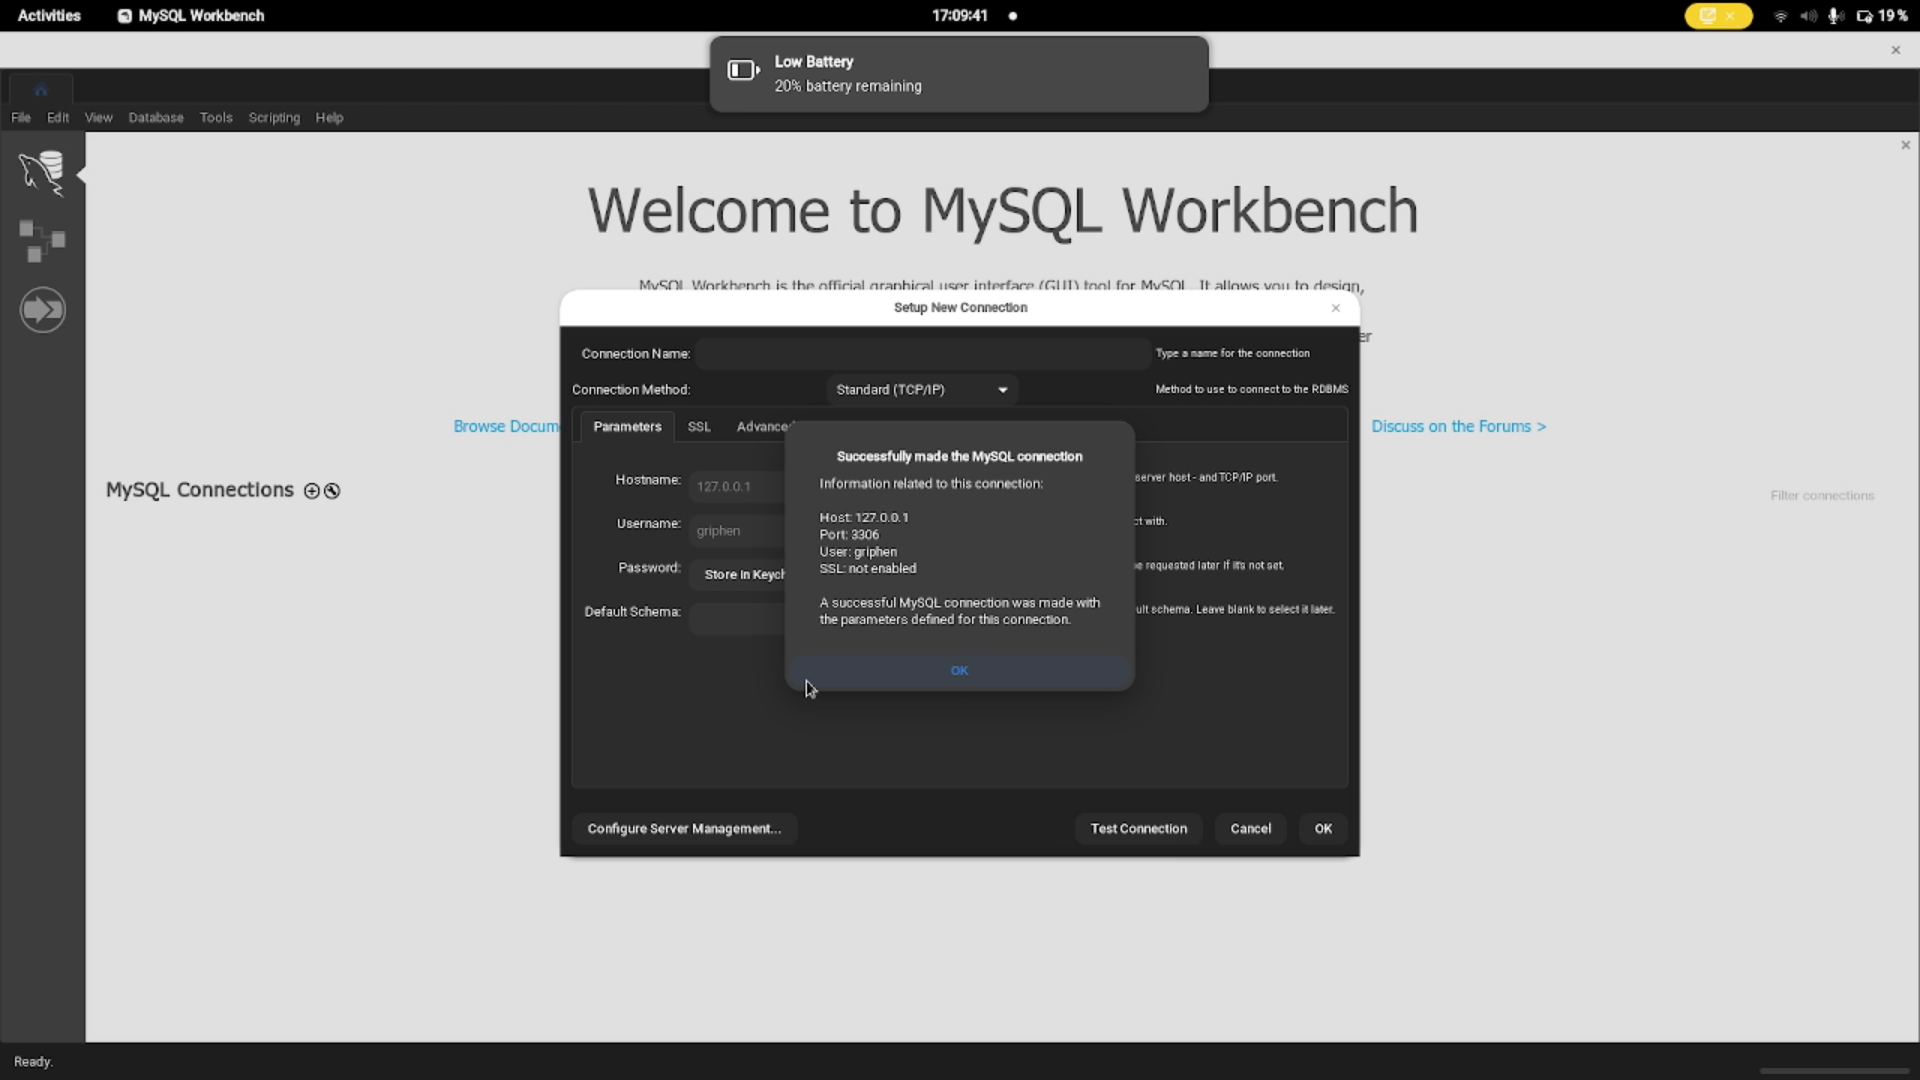 Activities
MySQL Workbench
17:09:41
19 %
Low Battery
20% battery remaining
File Edit View Database Tools Scripting Help
Welcome to MySQL Workbench
MySQL Workbench is the official graphical user interface (GUI) tool for MySQL. It allows you to design,
er
Browse Docum
Discuss on the Forums >
MySQL Connections
Filter connections
Setup New Connection
Connection Name:
Type a name for the connection
Connection Method:
Standard (TCP/IP)
Method to use to connect to the RDBMS
Parameters SSL Advanced
Hostname:
127.0.0.1
server host - and TCP/IP port.
Username:
griphen
ct with.
Password:
Store in Keych
be requested later if it's not set.
Default Schema:
ult schema. Leave blank to select it later.
Successfully made the MySQL connection
Information related to this connection:
Host: 127.0.0.1
Port: 3306
User: griphen
SSL: not enabled
A successful MySQL connection was made with
the parameters defined for this connection.
OK
Configure Server Management...
Test Connection
Cancel
OK
Ready.